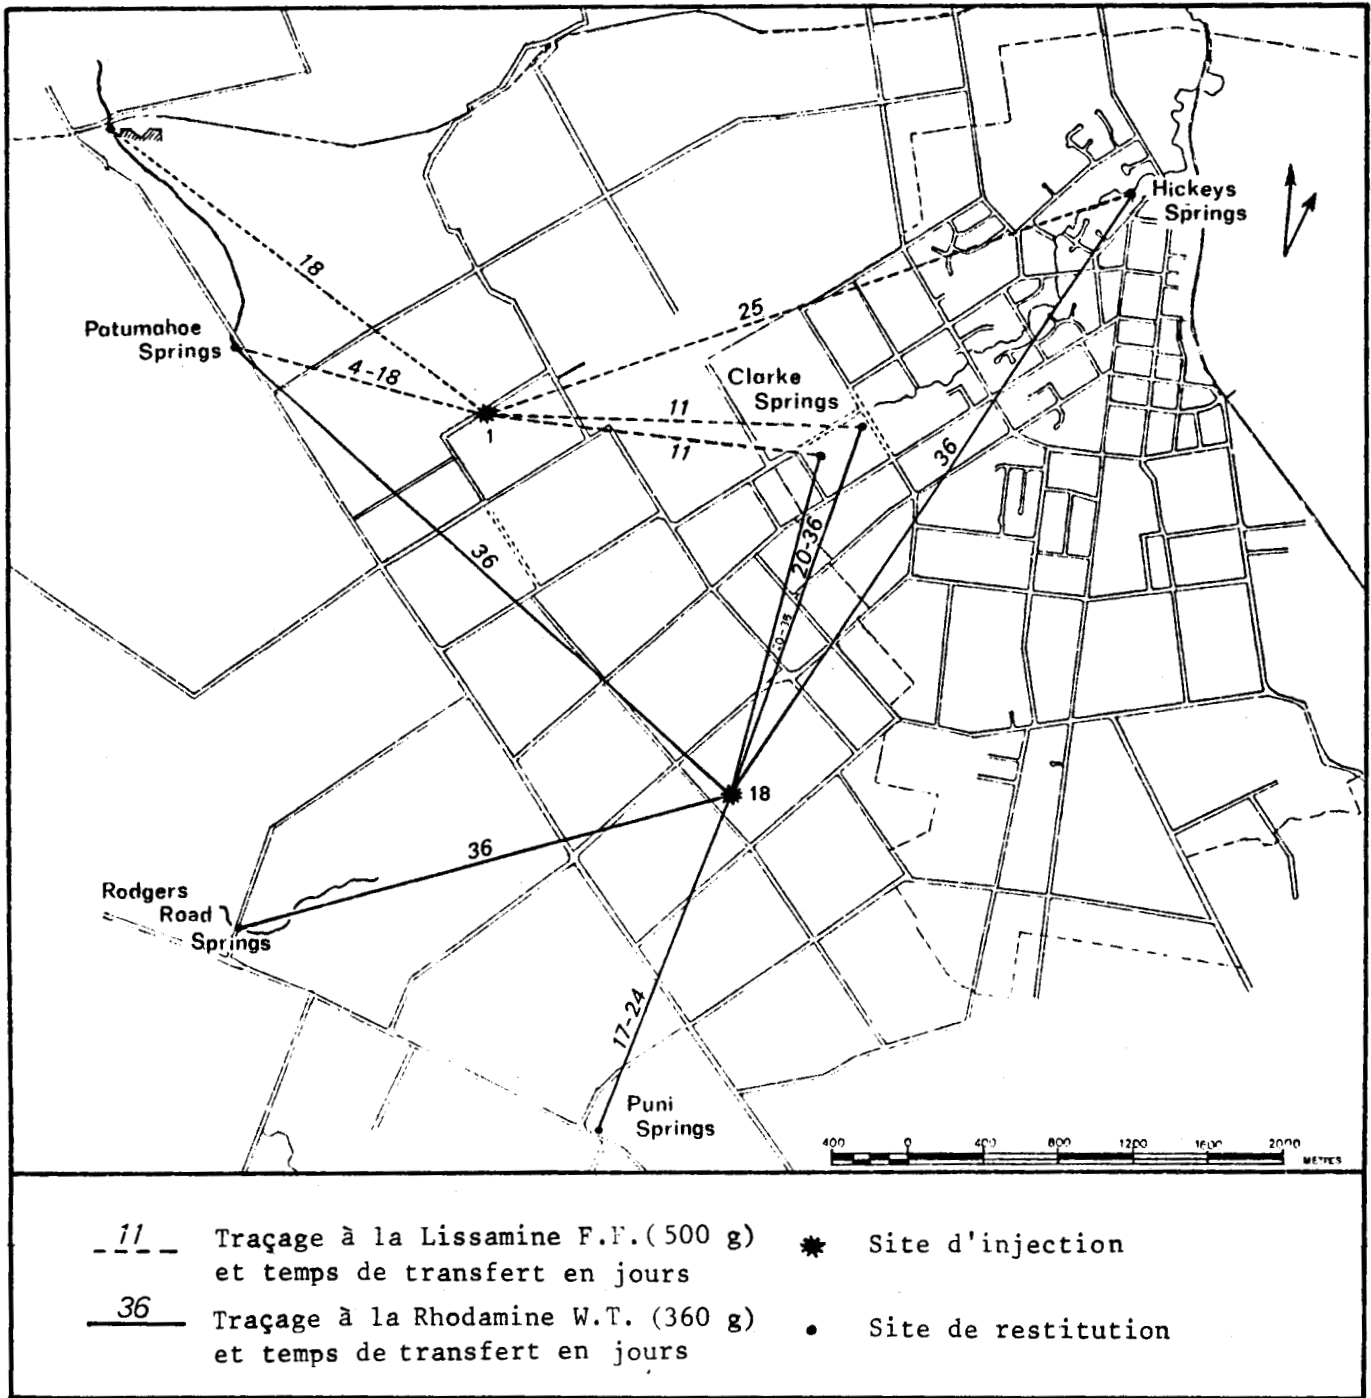 Hickeys
Springs
18
25
Patumahoe
Springs
4-18
Clarke
Springs
11
1
11
36
36
20-36
18
36
Rodgers
Road
Springs
17-24
Puni
Springs
400 0 400 800 1200 1600 2000
METRES
11 Traçage à la Lissamine F.F.(500 g)
et temps de transfert en jours
Site d'injection
36 Traçage à la Rhodamine W.T. (360 g)
et temps de transfert en jours
Site de restitution